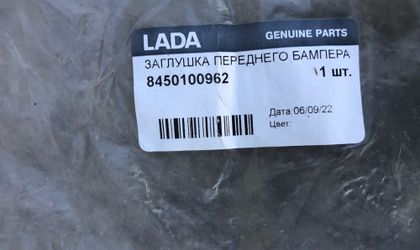 LADA GENUINE PARTS
ЗАГЛУШКА ПЕРЕДНЕГО БАМПЕРА
8450100962 1 шт.
Дата 06/09/22
Цвет: